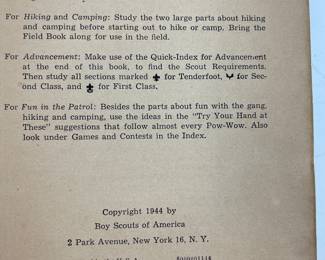 For Hiking and Camping: Study the two large parts about hiking
and camping before starting out to hike or camp. Bring the
Field Book along for use in the field.
For Advancement: Make use of the Quick-Index for Advancement
at the end of this book, to find the Scout Requirements.
Then study all sections marked for Tenderfoot, for Sec-
ond Class, and for First Class.
For Fun in the Patrol: Besides the parts about fun with the gang,
hiking and camping, use the ideas in the "Try Your Hand at
These" suggestions that follow almost every Pow-Wow. Also
look under Games and Contests in the Index.
Copyright 1944 by
Boy Scouts of America
2 Park Avenue, New York 16, N. Y.